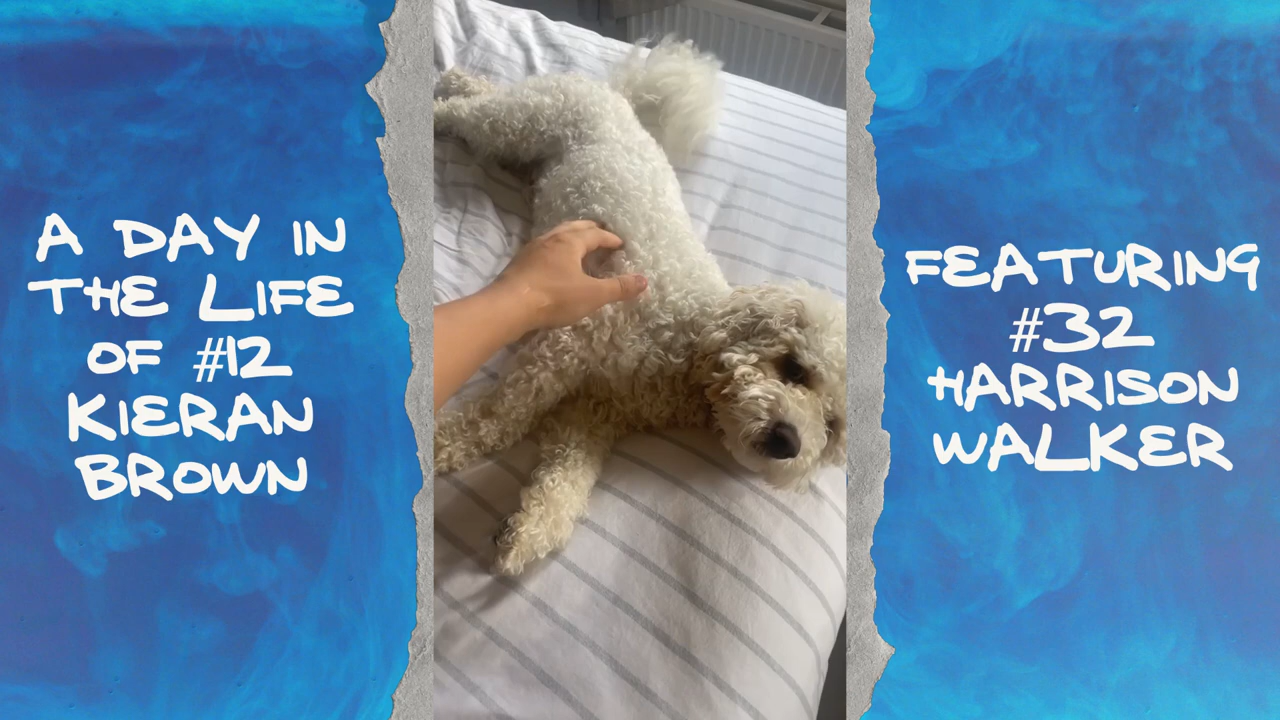 A DAY IN
THE LIFE
OF #12
KIERAN
BROWN
FEATURING
#32
HARRISON
WALKER